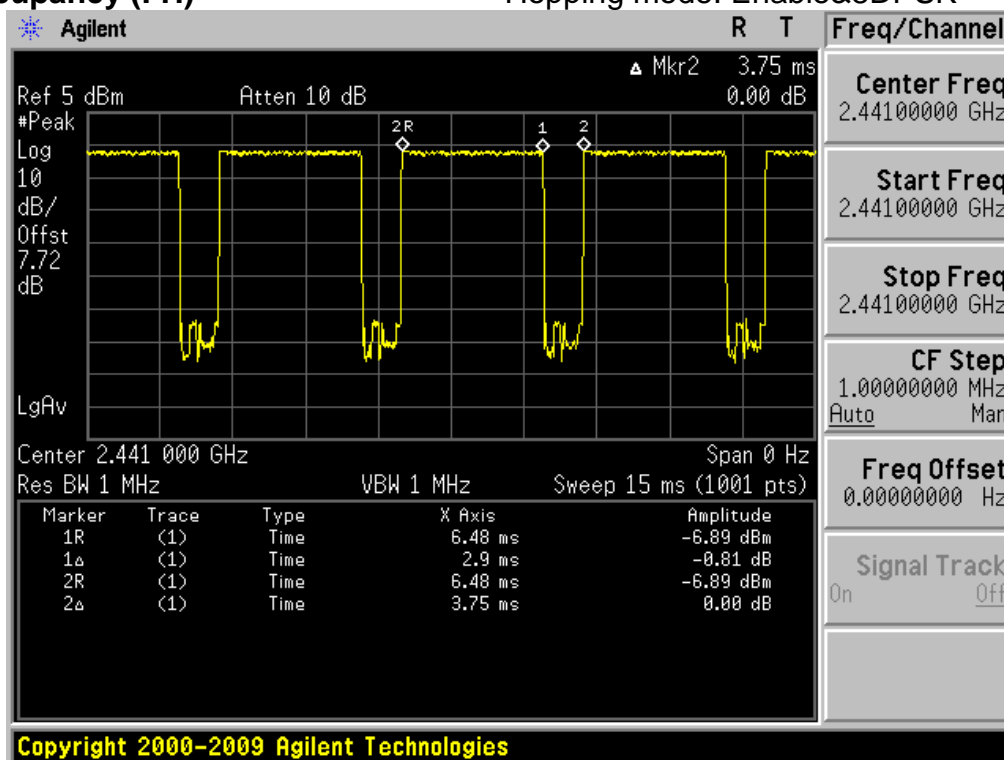 Agilent R T Freq/Channel
Δ Mkr2 3.75 ms
Ref 5 dBm Atten 10 dB 0.00 dB
#Peak
Log
10
dB/
Offst
7.72
dB
LgAv
2R 1 2
Center 2.441 000 GHz Span 0 Hz
Res BW 1 MHz VBW 1 MHz Sweep 15 ms (1001 pts)
Marker Trace Type X Axis Amplitude
1R (1) Time 6.48 ms -6.89 dBm
1Δ (1) Time 2.9 ms -0.81 dB
2R (1) Time 6.48 ms -6.89 dBm
2Δ (1) Time 3.75 ms 0.00 dB
Center Freq
2.44100000 GHz
Start Freq
2.44100000 GHz
Stop Freq
2.44100000 GHz
CF Step
1.00000000 MHz
Auto Man
Freq Offset
0.00000000 Hz
Signal Track
On Off
Copyright 2000-2009 Agilent Technologies